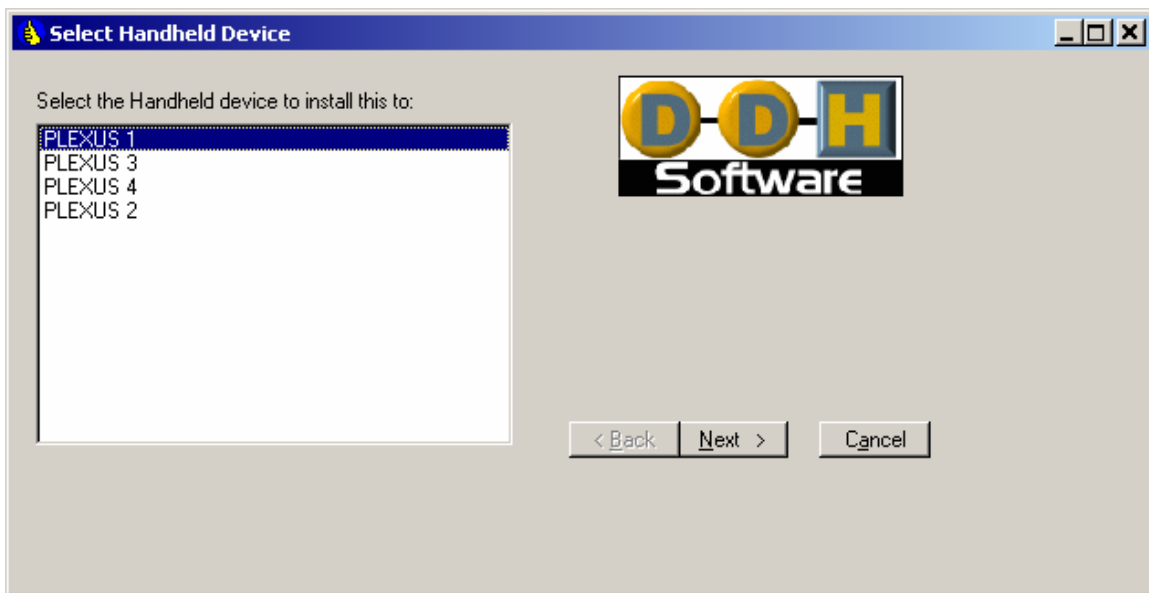 Select Handheld Device
Select the Handheld device to install this to:
PLEXUS 1
PLEXUS 3
PLEXUS 4
PLEXUS 2
D-D-H
Software
< Back Next > Cancel